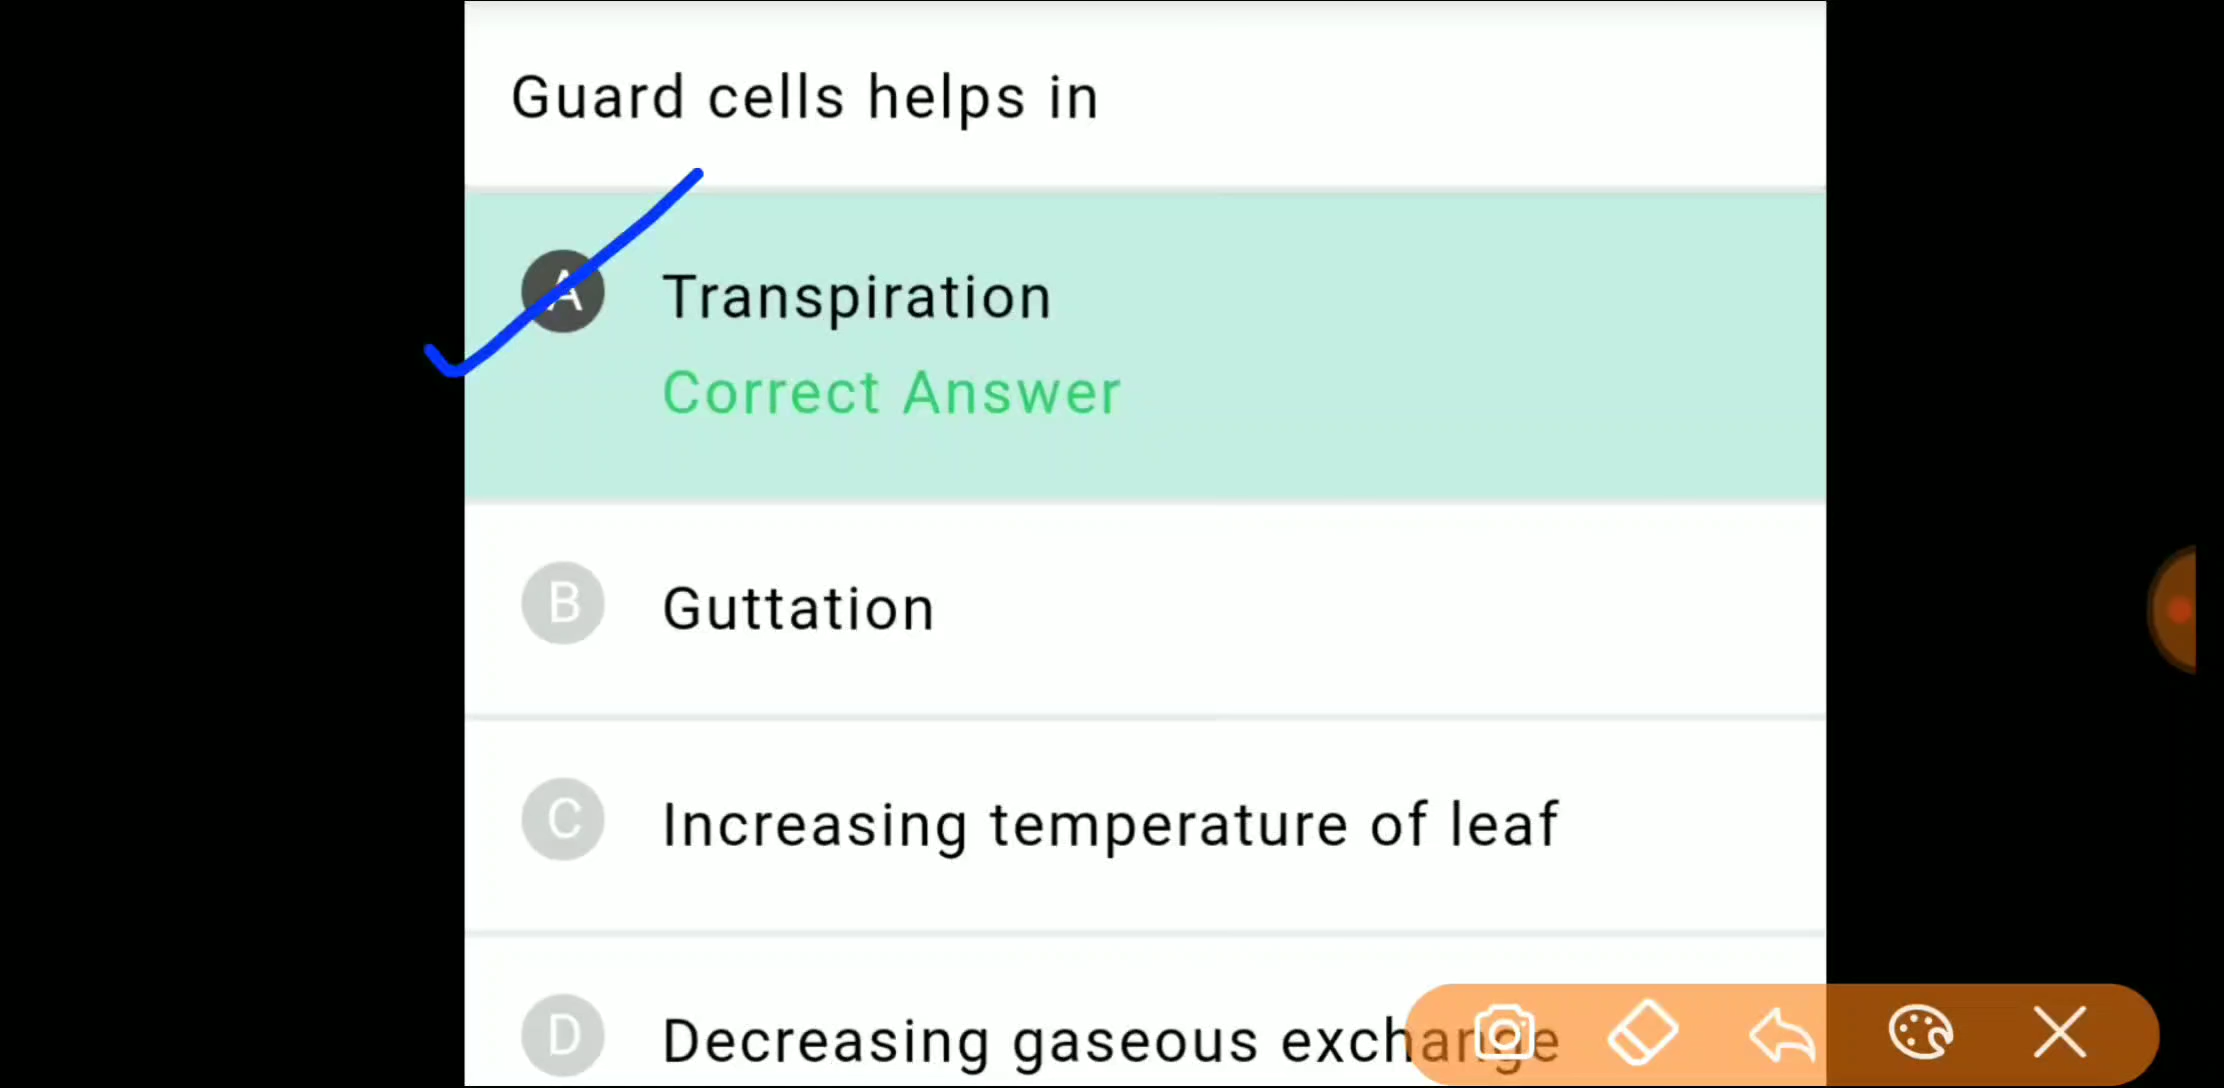 Guard cells helps in
A Transpiration
Correct Answer
B Guttation
C Increasing temperature of leaf
D Decreasing gaseous exchange